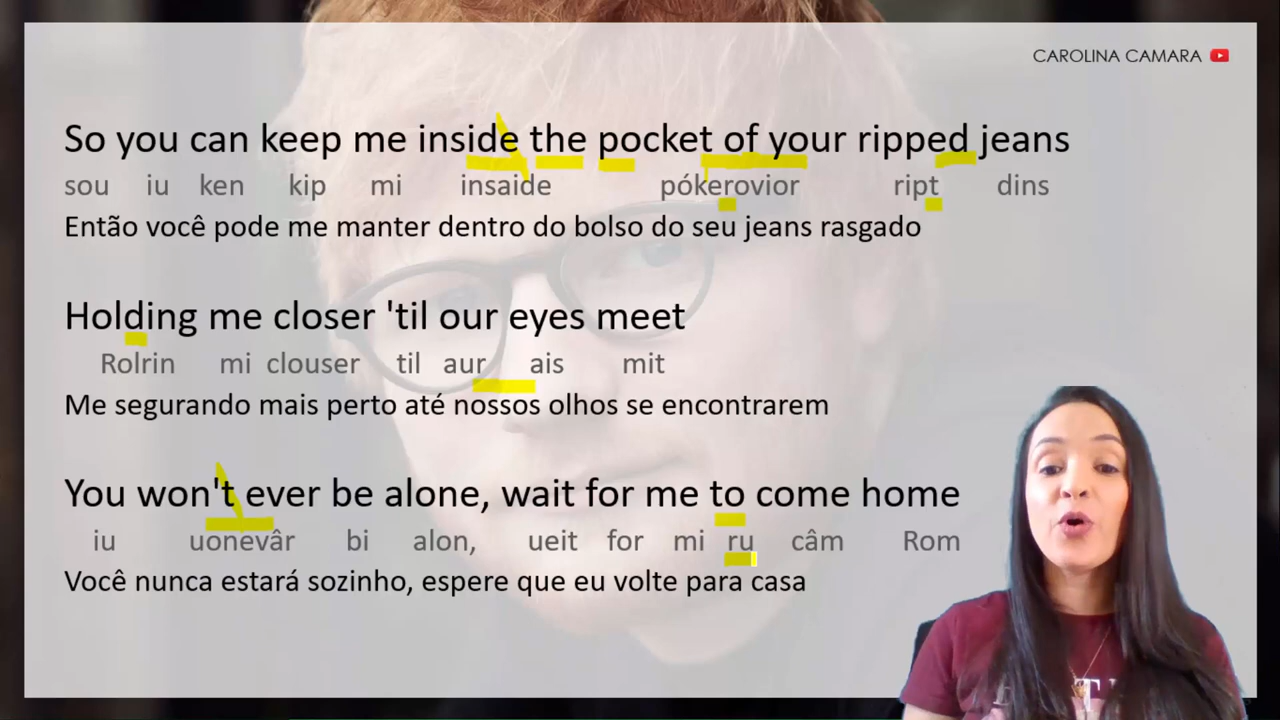 CAROLINA CAMARA
So you can keep me inside the pocket of your ripped jeans
sou iu ken kip mi insaide pókerovior ript dins
Então você pode me manter dentro do bolso do seu jeans rasgado
Holding me closer 'til our eyes meet
Rolrin mi clouser til aur ais mit
Me segurando mais perto até nossos olhos se encontrarem
You won't ever be alone, wait for me to come home
iu uonevâr bi alon, ueit for mi ru câm Rom
Você nunca estará sozinho, espere que eu volte para casa